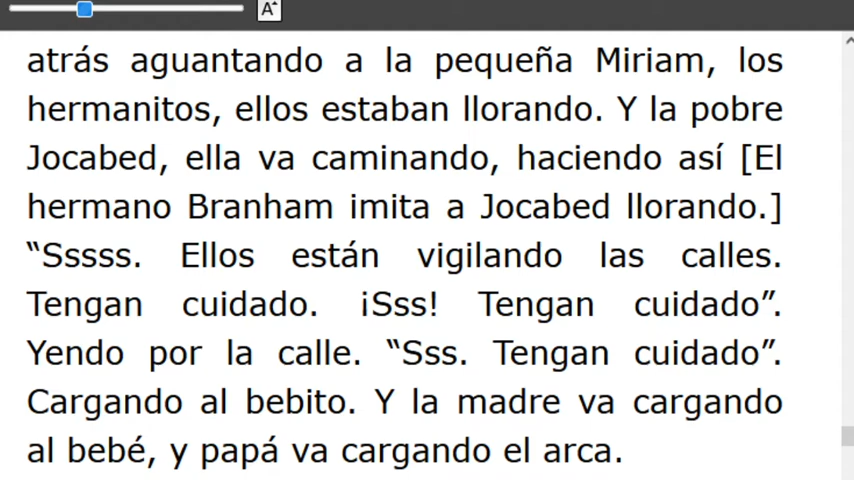 A
atrás aguantando a la pequeña Miriam, los
hermanitos, ellos estaban llorando. Y la pobre
Jocabed, ella va caminando, haciendo así [El
hermano Branham imita a Jocabed llorando.]
“Sssss. Ellos están vigilando las calles.
Tengan cuidado. ¡Sss! Tengan cuidado”.
Yendo por la calle. “Sss. Tengan cuidado”.
Cargando al bebito. Y la madre va cargando
al bebé, y papá va cargando el arca.